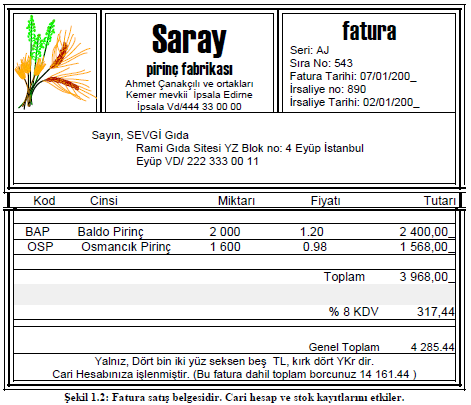 Saray
pirinç fabrikası
Ahmet Çanakçılı ve ortakları
Kemer mevkii İpsala Edirne
İpsala Vd/444 33 00 00
fatura
Seri: AJ
Sıra No: 543
Fatura Tarihi: 07/01/200_
İrsaliye no: 890
İrsaliye Tarihi: 02/01/200_
Sayın, SEVGİ Gıda
Rami Gıda Sitesi YZ Blok no: 4 Eyüp İstanbul
Eyüp VD/ 222 333 00 11
Kod Cinsi Miktarı Fiyatı Tutarı
BAP Baldo Pirinç 2 000 1.20 2 400,00_
OSP Osmancık Pirinç 1 600 0.98 1 568,00_
Toplam 3 968,00_
% 8 KDV 317,44
Genel Toplam 4 285.44
Yalnız, Dört bin iki yüz seksen beş TL, kırk dört YKr dir.
Cari Hesabınıza işlenmiştir. (Bu fatura dahil toplam borcunuz 14 161.44 )
Şekil 1.2: Fatura satış belgesidir. Cari hesap ve stok kayıtlarını etkiler.